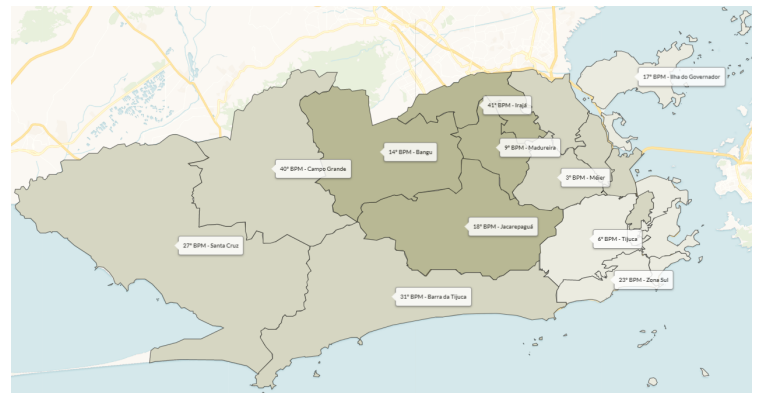 17º BPM - Ilha do Governador
41º BPM - Irajá
9º BPM - Madureira
14º BPM - Bangu
40º BPM - Campo Grande
3º BPM - Méier
18º BPM - Jacarepaguá
6º BPM - Tijuca
27º BPM - Santa Cruz
23º BPM - Zona Sul
31º BPM - Barra da Tijuca